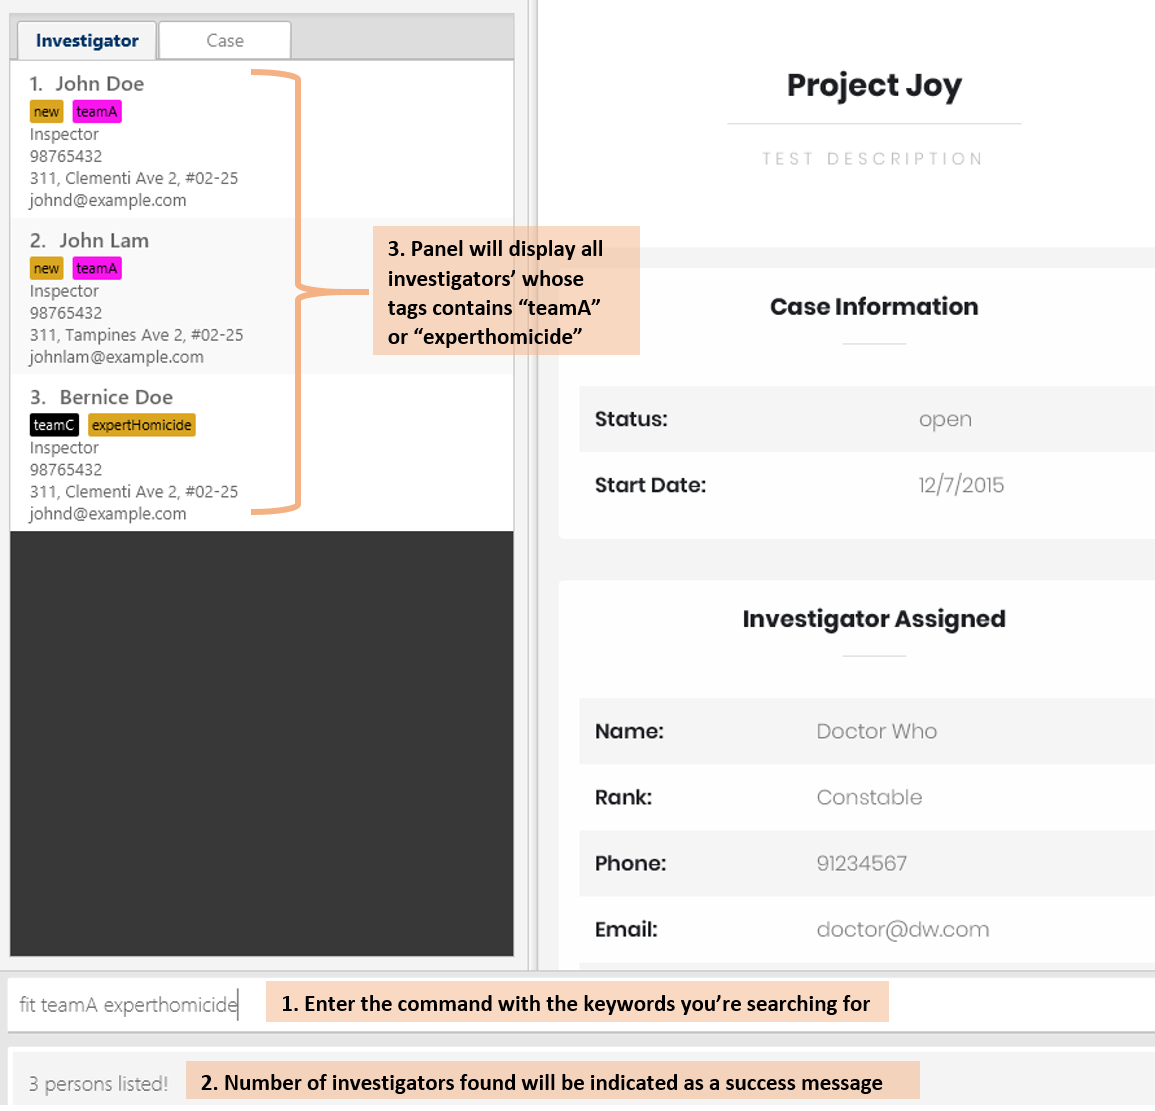 Investigator
Case
1. John Doe
new teamA
Inspector
98765432
311, Clementi Ave 2, #02-25
johnd@example.com
2. John Lam
new teamA
Inspector
98765432
311, Tampines Ave 2, #02-25
johnlam@example.com
3. Bernice Doe
teamC expertHomicide
Inspector
98765432
311, Clementi Ave 2, #02-25
johnd@example.com
3. Panel will display all
investigators’ whose
tags contains “teamA”
or “experthomicide”
Project Joy
TEST DESCRIPTION
Case Information
Status: open
Start Date: 12/7/2015
Investigator Assigned
Name: Doctor Who
Rank: Constable
Phone: 91234567
Email: doctor@dw.com
fit teamA experthomicide
1. Enter the command with the keywords you’re searching for
3 persons listed!
2. Number of investigators found will be indicated as a success message